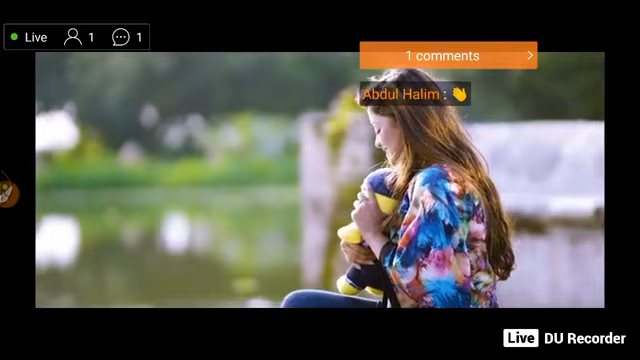 Live 1 1
1 comments
Abdul Halim : 👋
Live DU Recorder